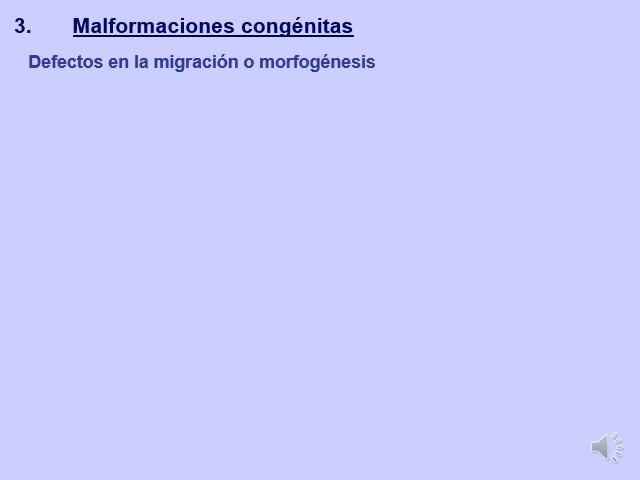 3. Malformaciones congénitas
Defectos en la migración o morfogénesis